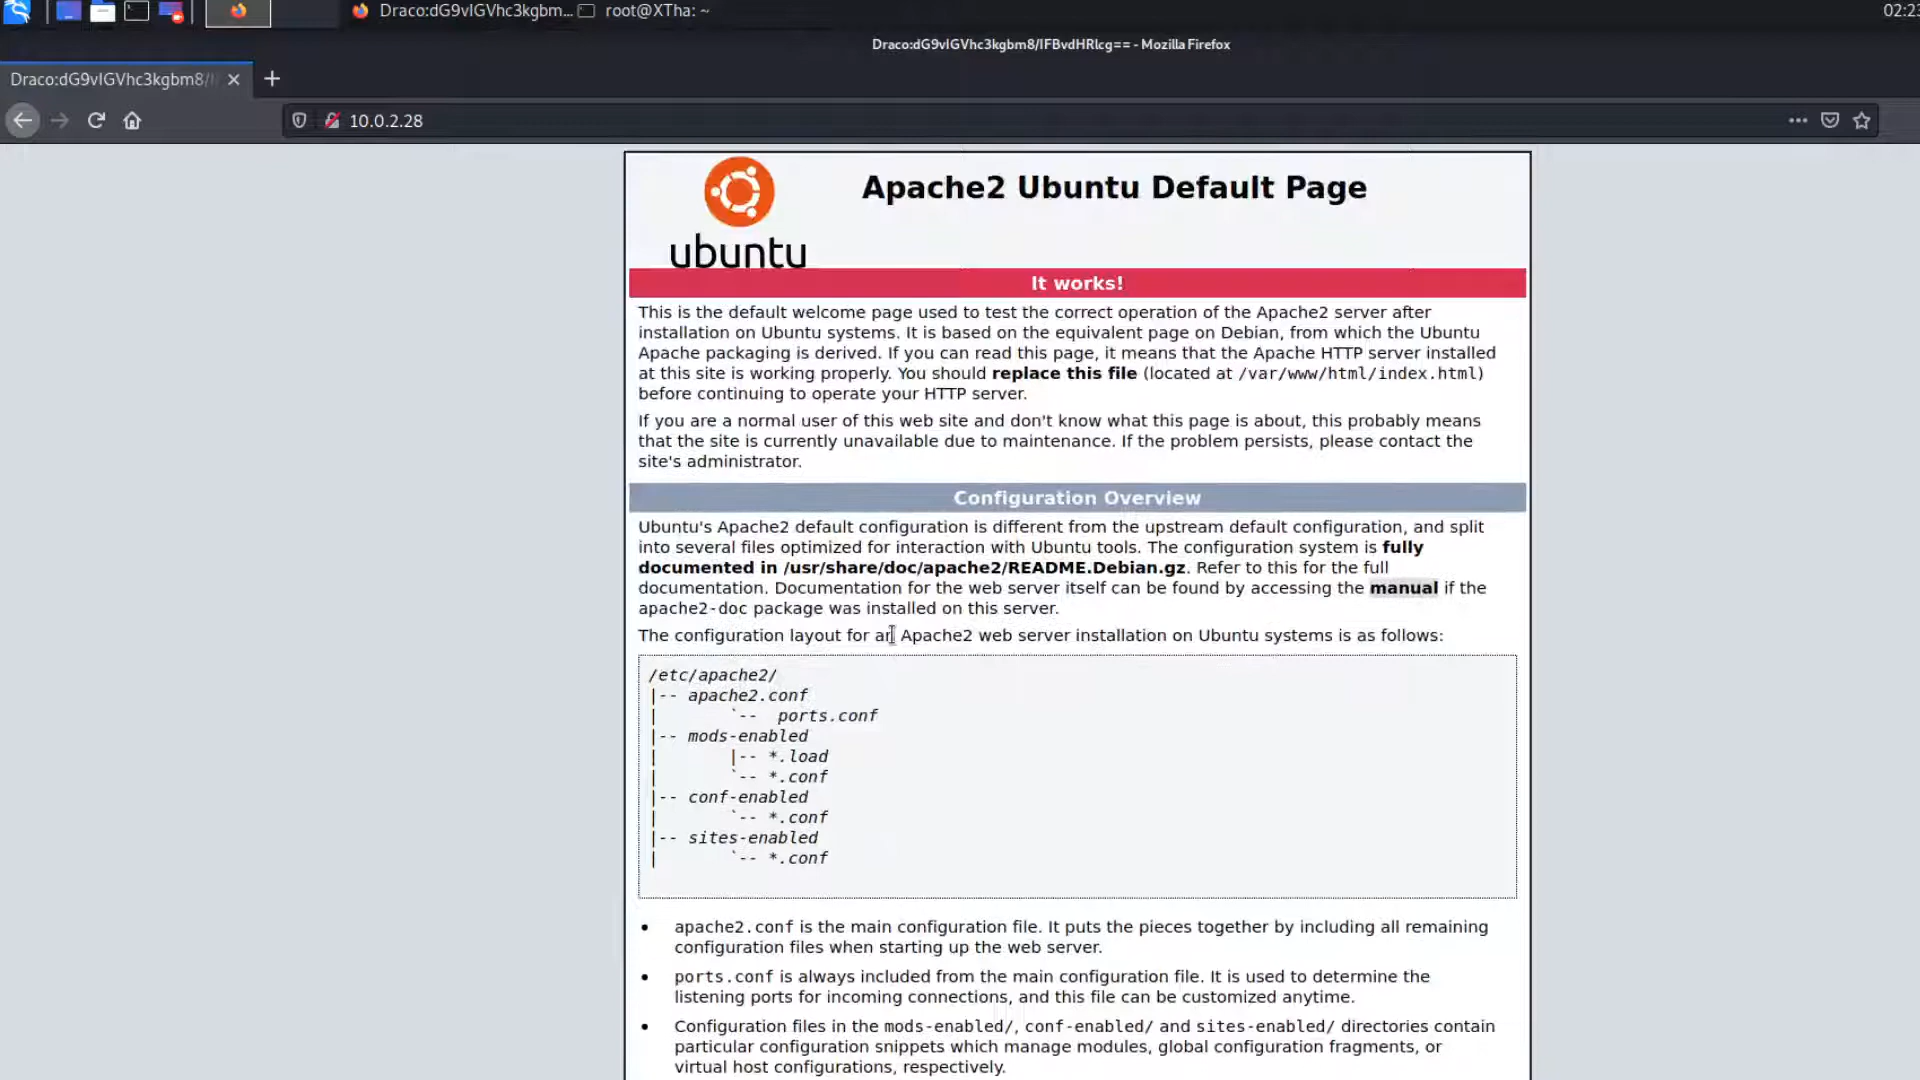 Draco:dG9vIGVhc3kgbm... root@XTha: ~
02:23
Draco:dG9vIGVhc3kgbm8/IFBvdHRlcg== - Mozilla Firefox
Draco:dG9vIGVhc3kgbm8/
10.0.2.28
ubuntu
Apache2 Ubuntu Default Page
It works!
This is the default welcome page used to test the correct operation of the Apache2 server after
installation on Ubuntu systems. It is based on the equivalent page on Debian, from which the Ubuntu
Apache packaging is derived. If you can read this page, it means that the Apache HTTP server installed
at this site is working properly. You should replace this file (located at /var/www/html/index.html)
before continuing to operate your HTTP server.
If you are a normal user of this web site and don't know what this page is about, this probably means
that the site is currently unavailable due to maintenance. If the problem persists, please contact the
site's administrator.
Configuration Overview
Ubuntu's Apache2 default configuration is different from the upstream default configuration, and split
into several files optimized for interaction with Ubuntu tools. The configuration system is fully
documented in /usr/share/doc/apache2/README.Debian.gz. Refer to this for the full
documentation. Documentation for the web server itself can be found by accessing the manual if the
apache2-doc package was installed on this server.
The configuration layout for an Apache2 web server installation on Ubuntu systems is as follows:
/etc/apache2/
|-- apache2.conf
|       `--  ports.conf
|-- mods-enabled
|       |-- *.load
|       `-- *.conf
|-- conf-enabled
|       `-- *.conf
|-- sites-enabled
|       `-- *.conf
• apache2.conf is the main configuration file. It puts the pieces together by including all remaining
configuration files when starting up the web server.
• ports.conf is always included from the main configuration file. It is used to determine the
listening ports for incoming connections, and this file can be customized anytime.
• Configuration files in the mods-enabled/, conf-enabled/ and sites-enabled/ directories contain
particular configuration snippets which manage modules, global configuration fragments, or
virtual host configurations, respectively.